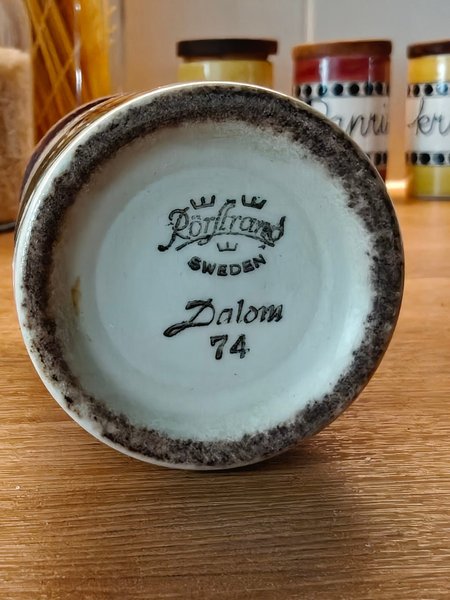 Rörstrand
SWEDEN
Dalom
74